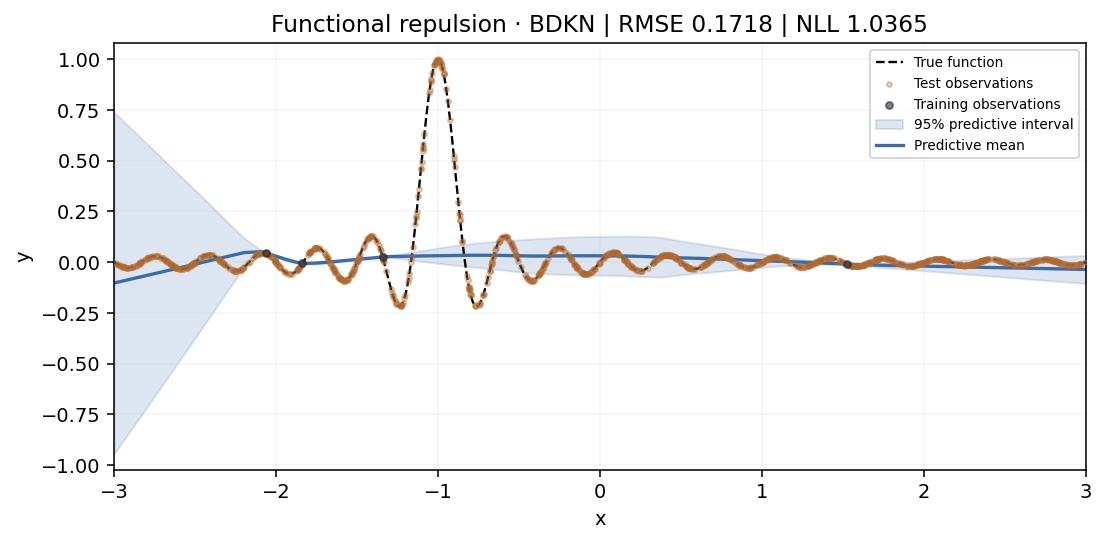 Functional repulsion · BDKN | RMSE 0.1718 | NLL 1.0365
True function
Test observations
Training observations
95% predictive interval
Predictive mean
1.00
0.75
0.50
0.25
0.00
−0.25
−0.50
−0.75
−1.00
y
−3
−2
−1
0
1
2
3
x